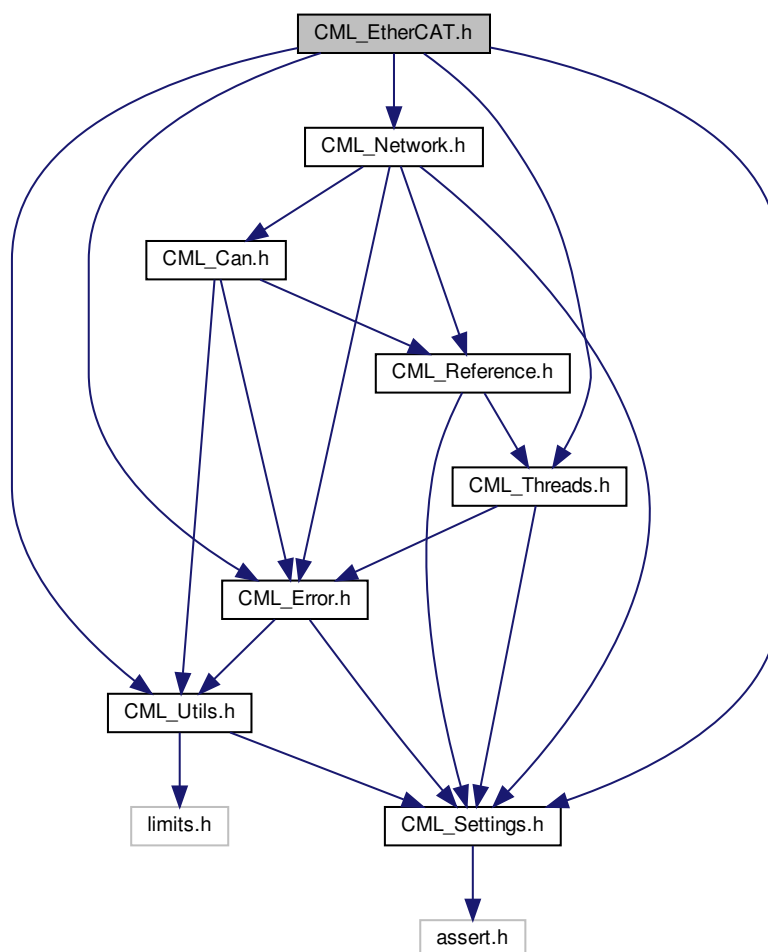 CML_EtherCAT.h
CML_Network.h
CML_Can.h
CML_Reference.h
CML_Threads.h
CML_Error.h
CML_Utils.h
limits.h
CML_Settings.h
assert.h